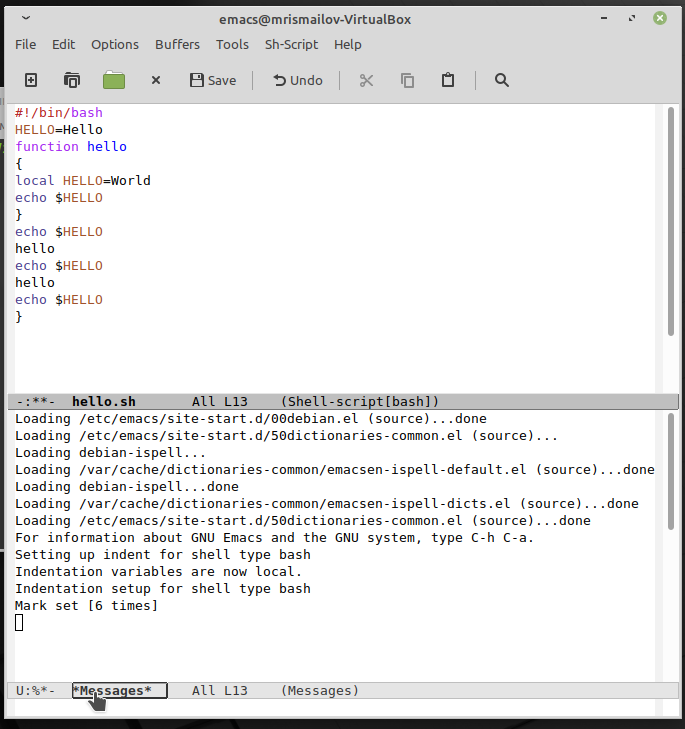 emacs@mrismailov-VirtualBox
File Edit Options Buffers Tools Sh-Script Help
Save Undo
#!/bin/bash
HELLO=Hello
function hello
{
local HELLO=World
echo $HELLO
}
echo $HELLO
hello
echo $HELLO
hello
echo $HELLO
}
-:**- hello.sh All L13 (Shell-script[bash])
Loading /etc/emacs/site-start.d/00debian.el (source)...done
Loading /etc/emacs/site-start.d/50dictionaries-common.el (source)...
Loading debian-ispell...
Loading /var/cache/dictionaries-common/emacsen-ispell-default.el (source)...done
Loading debian-ispell...done
Loading /var/cache/dictionaries-common/emacsen-ispell-dicts.el (source)...done
Loading /etc/emacs/site-start.d/50dictionaries-common.el (source)...done
For information about GNU Emacs and the GNU system, type C-h C-a.
Setting up indent for shell type bash
Indentation variables are now local.
Indentation setup for shell type bash
Mark set [6 times]
U:%*- *Messages* All L13 (Messages)